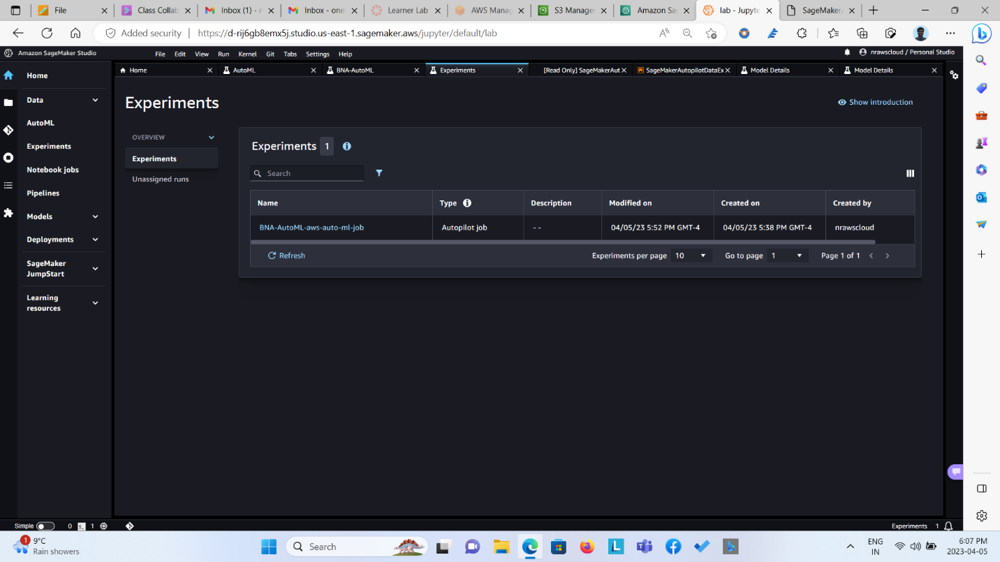 File
Class Collab
Inbox (1) - n
Inbox - one
Learner Lab
AWS Manag
S3 Manager
Amazon Sa
lab - Jupyte
SageMaker
Added security
https://d-rij6gb8emx5j.studio.us-east-1.sagemaker.aws/jupyter/default/lab
Amazon SageMaker Studio
File Edit View Run Kernel Git Tabs Settings Help
nrawscloud / Personal Studio
Home
AutoML
BNA-AutoML
Experiments
[Read Only] SageMakerAut
SageMakerAutopilotDataEx
Model Details
Model Details
Home
Data
AutoML
Experiments
Notebook jobs
Pipelines
Models
Deployments
SageMaker
JumpStart
Learning
resources
Experiments
Show introduction
OVERVIEW
Experiments
Unassigned runs
Experiments 1
Search
Name Type Description Modified on Created on Created by
BNA-AutoML-aws-auto-ml-job Autopilot job - - 04/05/23 5:52 PM GMT-4 04/05/23 5:38 PM GMT-4 nrawscloud
Refresh
Experiments per page 10 Go to page 1 Page 1 of 1
Simple 0 1
Experiments 1
1
9°C
Rain showers
Search
ENG
IN
6:07 PM
2023-04-05